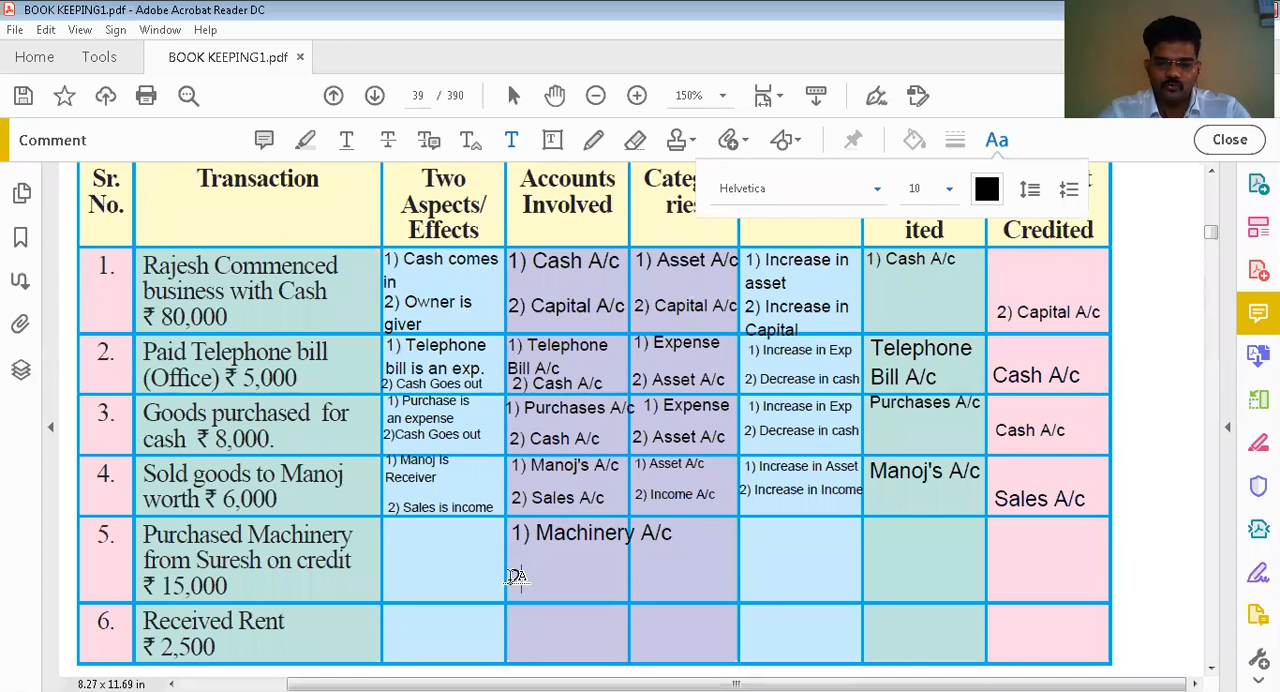 BOOK KEEPING1.pdf - Adobe Acrobat Reader DC
File Edit View Sign Window Help
Home Tools BOOK KEEPING1.pdf ×
39 / 390 150%
Comment Close
Helvetica 10
Sr. No.
Transaction
Two Aspects/ Effects
Accounts Involved
ited
Credited
1.
Rajesh Commenced
business with Cash
₹ 80,000
1) Cash comes
in
2) Owner is
giver
1) Cash A/c
2) Capital A/c
1) Asset A/c
2) Capital A/c
1) Increase in
asset
2) Increase in
Capital
1) Cash A/c
2) Capital A/c
2.
Paid Telephone bill
(Office) ₹ 5,000
1) Telephone
bill is an exp.
2) Cash Goes out
1) Telephone
Bill A/c
2) Cash A/c
1) Expense
2) Asset A/c
1) Increase in Exp
2) Decrease in cash
Telephone
Bill A/c
Cash A/c
3.
Goods purchased for
cash ₹ 8,000.
1) Purchase is
an expense
2)Cash Goes out
1) Purchases A/c
2) Cash A/c
1) Expense
2) Asset A/c
1) Increase in Exp
2) Decrease in cash
Purchases A/c
Cash A/c
4.
Sold goods to Manoj
worth ₹ 6,000
1) Manoj is
Receiver
2) Sales is income
1) Manoj's A/c
2) Sales A/c
1) Asset A/c
2) Income A/c
1) Increase in Asset
2) Increase in Income
Manoj's A/c
Sales A/c
5.
Purchased Machinery
from Suresh on credit
₹ 15,000
1) Machinery A/c
6.
Received Rent
₹ 2,500
8.27 x 11.69 in